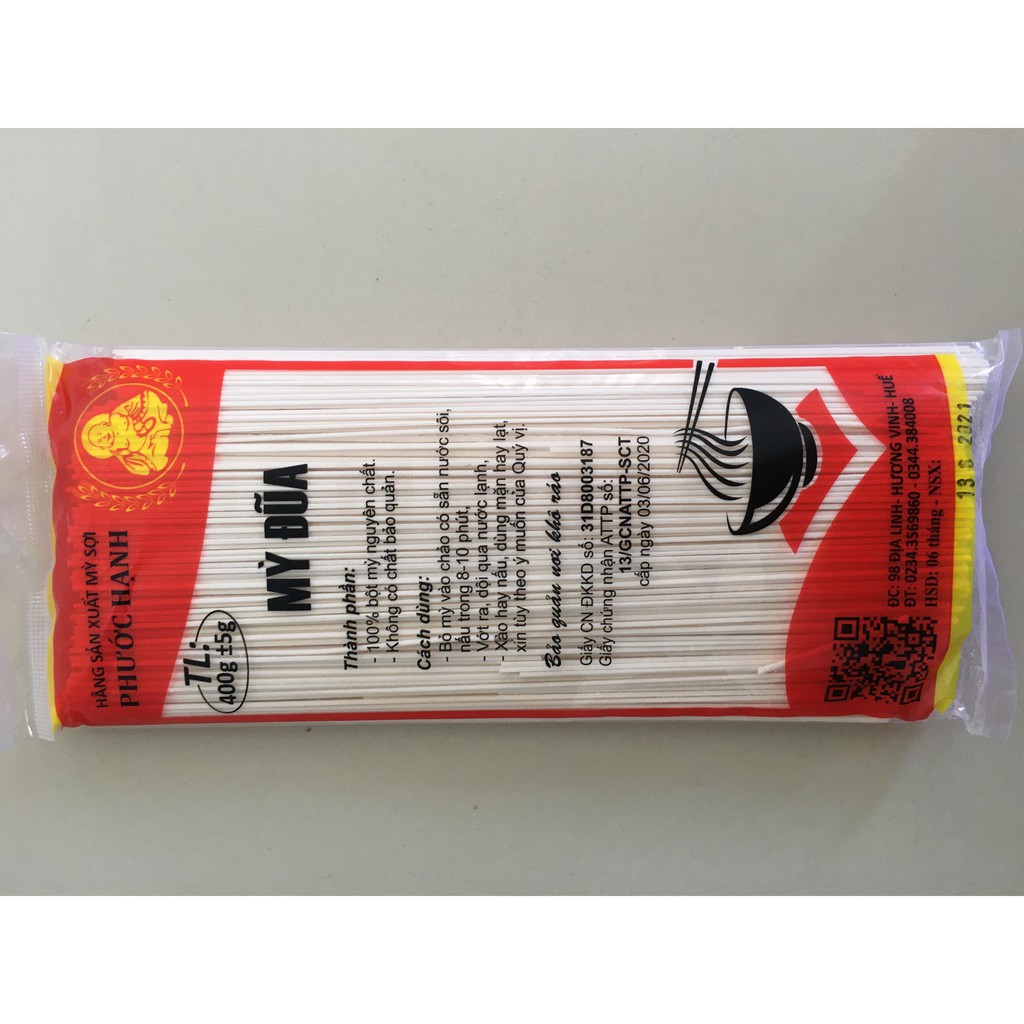 HÃNG SẢN XUẤT MỲ SỢI
PHƯỚC HẠNH
TL:
400g ±5g
MỲ ĐŨA
Thành phần:
- 100% bột mỳ nguyên chất.
- Không có chất bảo quản.
Cách dùng:
- Bỏ mỳ vào chảo có sẵn nước sôi,
nấu trong 8-10 phút,
- Vớt ra, dội qua nước lạnh,
- Xào hay nấu, dùng mặn hay lạt,
xin tùy theo ý muốn của Quý vị.
Bảo quản nơi khô ráo
Giấy CN ĐKKD số: 31D8003187
Giấy chứng nhận ATTP số:
13/GCNATTP-SCT
cấp ngày 03/06/2020
ĐC: 98 ĐỊA LINH- HƯƠNG VINH- HUẾ
ĐT: 0234.3569860 - 0344.384008
HSD: 06 tháng - NSX:
13 8 2021